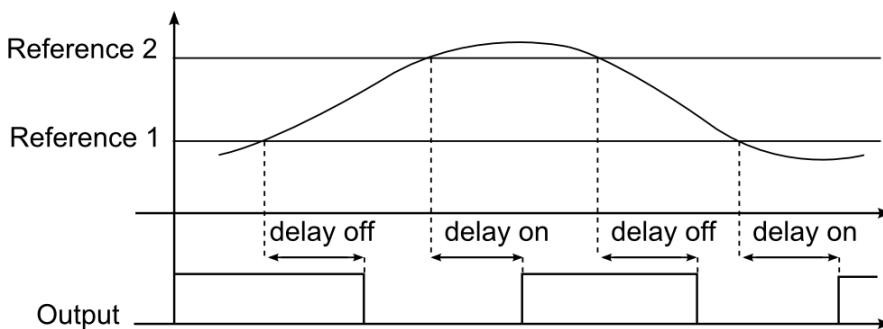 Reference 2
Reference 1
delay off
delay on
delay off
delay on
Output